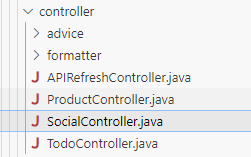 controller
advice
formatter
APIRefreshController.java
ProductController.java
SocialController.java
TodoController.java